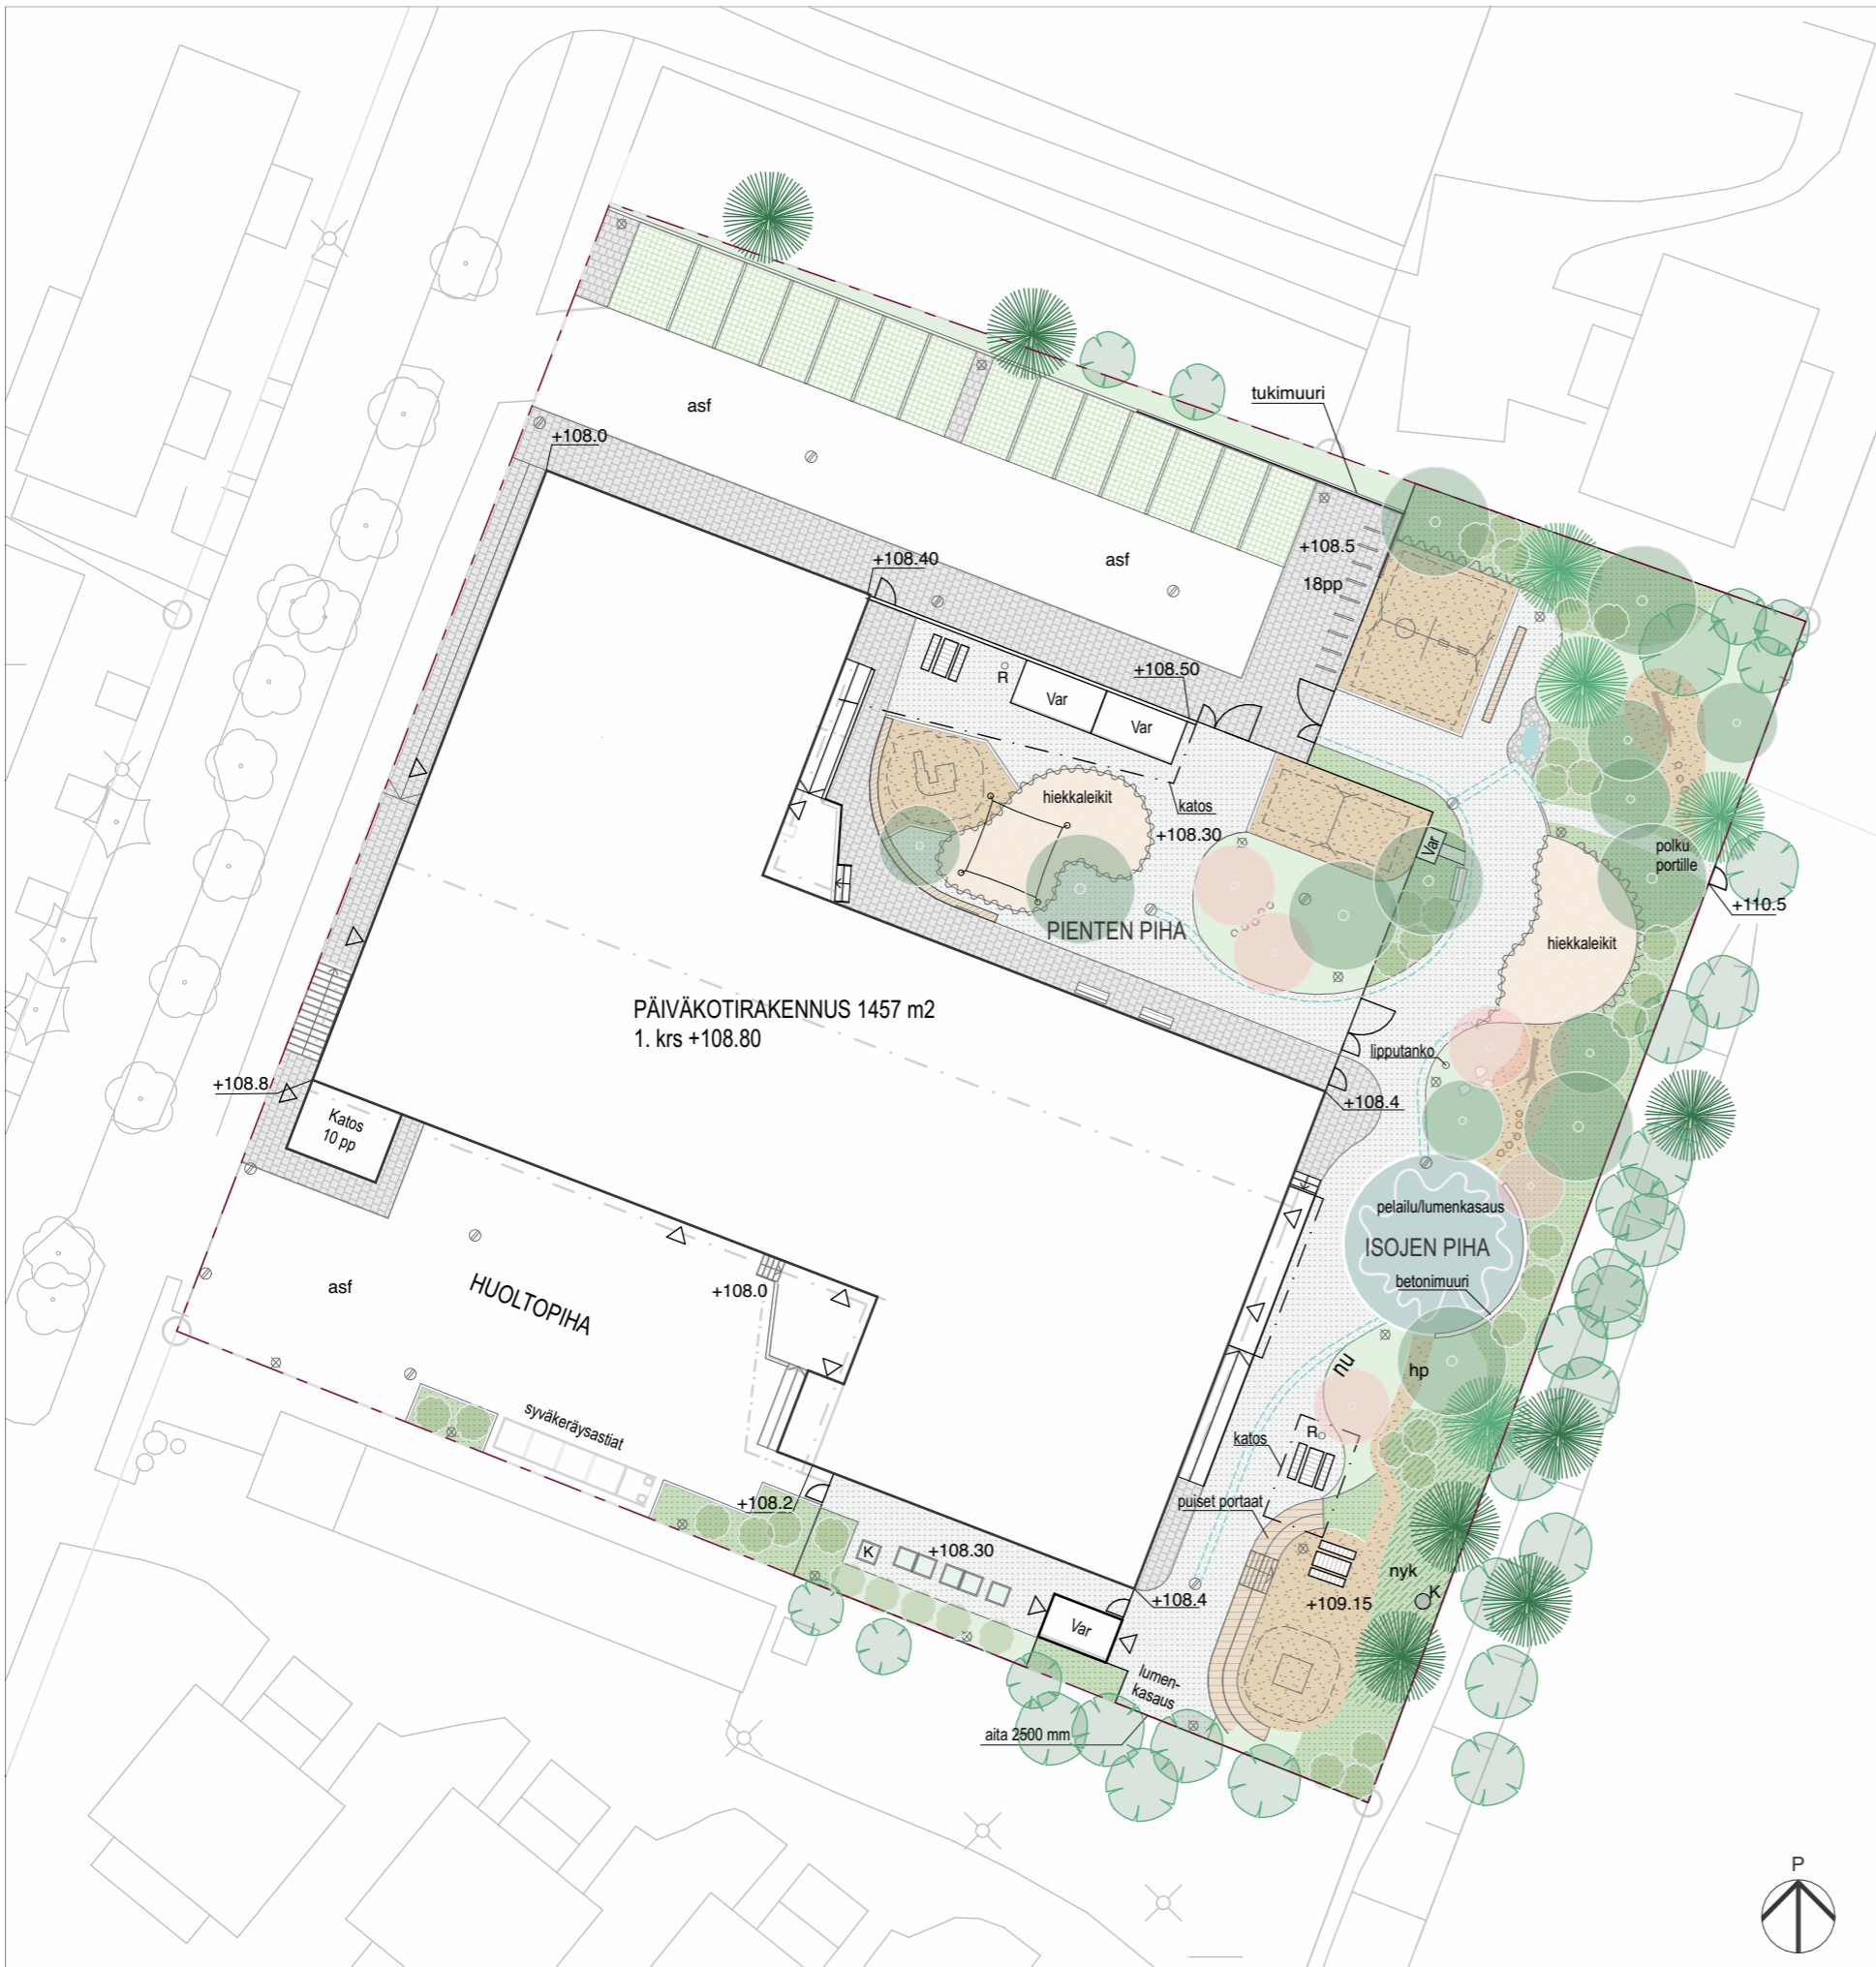 tukimuuri
asf
+108.0
+108.40
asf
+108.5
18pp
R
Var
Var
+108.50
hiekkaleikit
katos
+108.30
Var
polku
portille
+110.5
hiekkaleikit
PIENTEN PIHA
PÄIVÄKOTIRAKENNUS 1457 m2
1. krs +108.80
lipputanko
+108.4
+108.8
Katos
10 pp
pelailu/lumenkasaus
ISOJEN PIHA
betonimuuri
asf
HUOLTOPIHA
+108.0
nu
hp
syväkeräysastiat
R
katos
+108.2
puiset portaat
K
+108.30
nyk
K
+108.4
+109.15
Var
lumen-
kasaus
aita 2500 mm
P